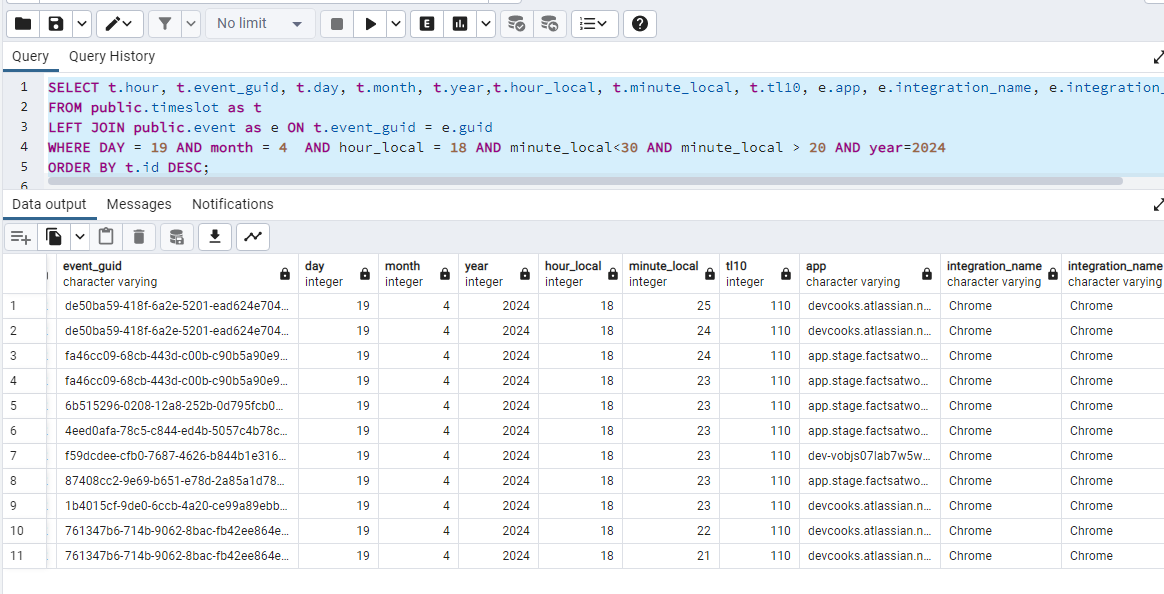 No limit
E
Query Query History
1 SELECT t.hour, t.event_guid, t.day, t.month, t.year,t.hour_local, t.minute_local, t.tl10, e.app, e.integration_name, e.integration_
2 FROM public.timeslot as t
3 LEFT JOIN public.event as e ON t.event_guid = e.guid
4 WHERE DAY = 19 AND month = 4  AND hour_local = 18 AND minute_local<30 AND minute_local > 20 AND year=2024
5 ORDER BY t.id DESC;
6
Data output Messages Notifications
event_guid day month year hour_local minute_local tl10 app integration_name integration_name
character varying integer integer integer integer integer integer character varying character varying character varying
1 de50ba59-418f-6a2e-5201-ead624e704... 19 4 2024 18 25 110 devcooks.atlassian.n... Chrome Chrome
2 de50ba59-418f-6a2e-5201-ead624e704... 19 4 2024 18 24 110 devcooks.atlassian.n... Chrome Chrome
3 fa46cc09-68cb-443d-c00b-c90b5a90e9... 19 4 2024 18 24 110 app.stage.factsatwo... Chrome Chrome
4 fa46cc09-68cb-443d-c00b-c90b5a90e9... 19 4 2024 18 23 110 app.stage.factsatwo... Chrome Chrome
5 6b515296-0208-12a8-252b-0d795fcb0... 19 4 2024 18 23 110 app.stage.factsatwo... Chrome Chrome
6 4eed0afa-78c5-c844-ed4b-5057c4b78c... 19 4 2024 18 23 110 app.stage.factsatwo... Chrome Chrome
7 f59dcdee-cfb0-7687-4626-b844b1e316... 19 4 2024 18 23 110 dev-vobjs07lab7w5w... Chrome Chrome
8 87408cc2-9e69-b651-e78d-2a85a1d78... 19 4 2024 18 23 110 app.stage.factsatwo... Chrome Chrome
9 1b4015cf-9de0-6ccb-4a20-ce99a89ebb... 19 4 2024 18 23 110 devcooks.atlassian.n... Chrome Chrome
10 761347b6-714b-9062-8bac-fb42ee864e... 19 4 2024 18 22 110 devcooks.atlassian.n... Chrome Chrome
11 761347b6-714b-9062-8bac-fb42ee864e... 19 4 2024 18 21 110 devcooks.atlassian.n... Chrome Chrome